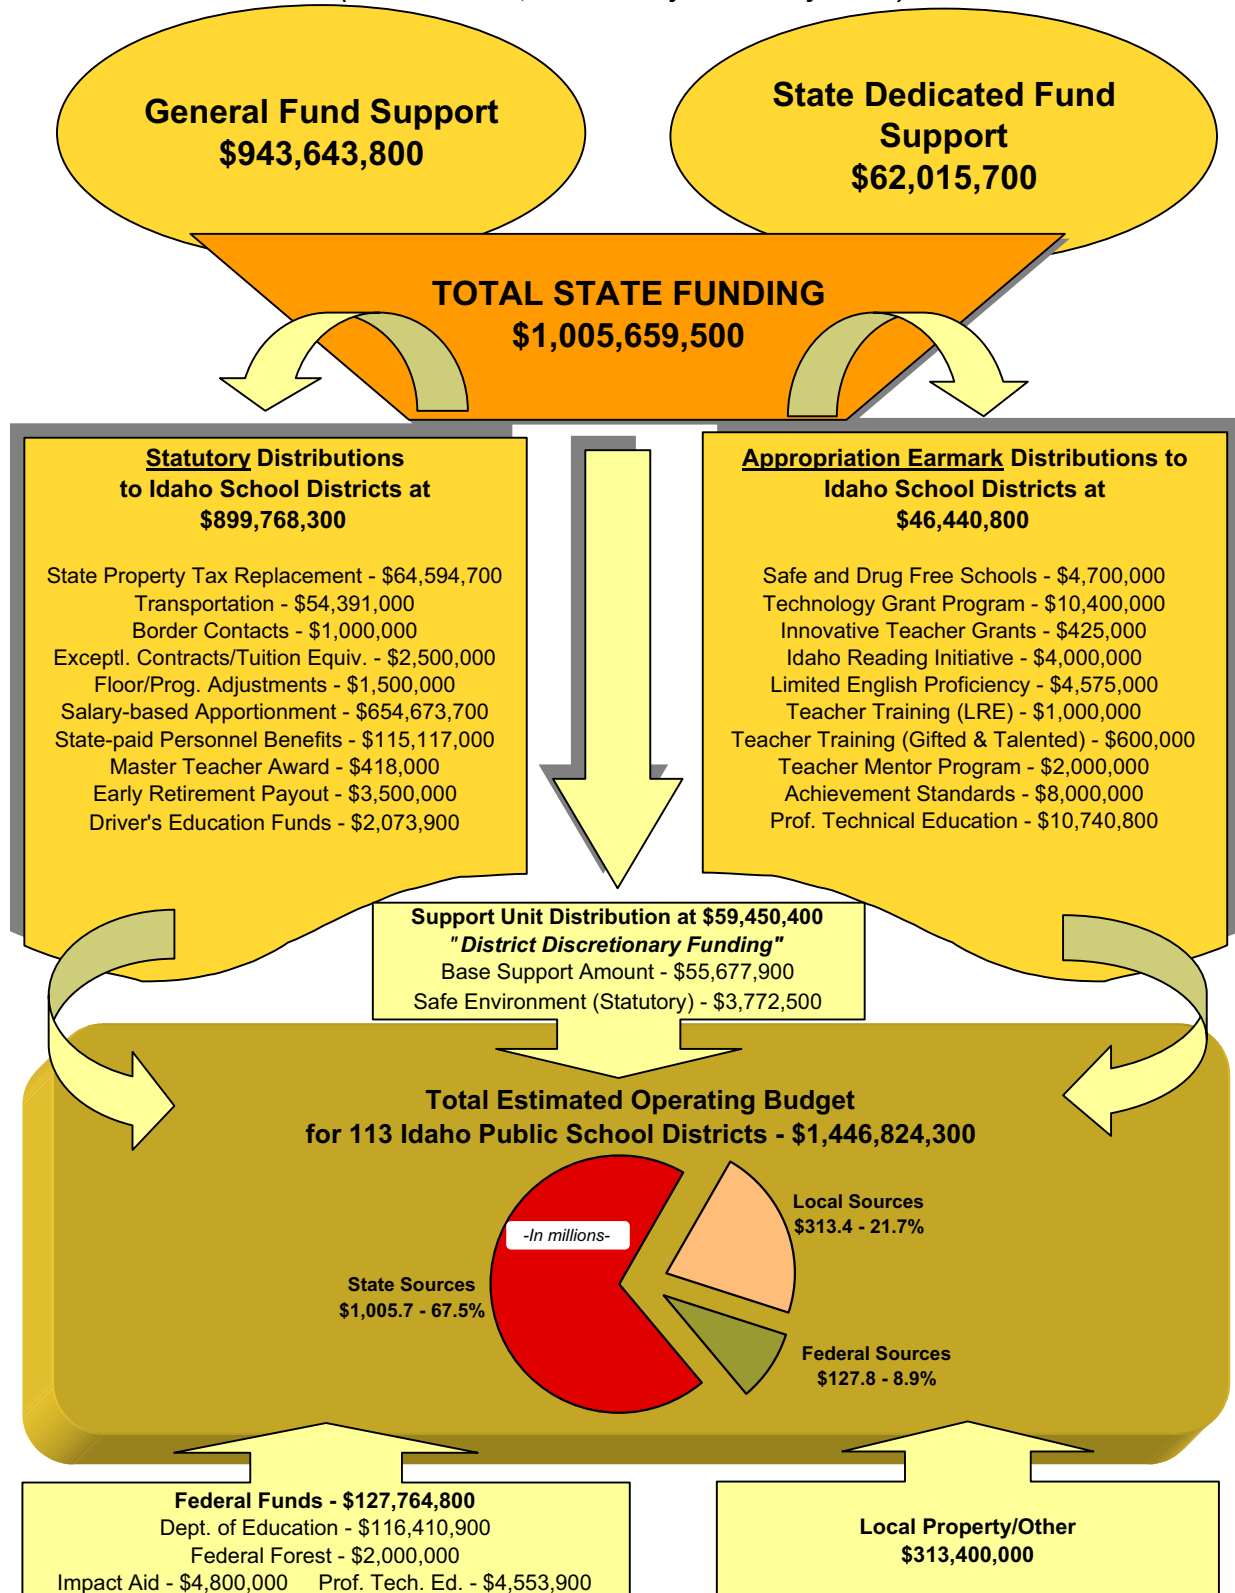 General Fund Support
$943,643,800
State Dedicated Fund
Support
$62,015,700
TOTAL STATE FUNDING
$1,005,659,500
Statutory Distributions
to Idaho School Districts at
$899,768,300
State Property Tax Replacement - $64,594,700
Transportation - $54,391,000
Border Contacts - $1,000,000
Exceptl. Contracts/Tuition Equiv. - $2,500,000
Floor/Prog. Adjustments - $1,500,000
Salary-based Apportionment - $654,673,700
State-paid Personnel Benefits - $115,117,000
Master Teacher Award - $418,000
Early Retirement Payout - $3,500,000
Driver's Education Funds - $2,073,900
Appropriation Earmark Distributions to
Idaho School Districts at
$46,440,800
Safe and Drug Free Schools - $4,700,000
Technology Grant Program - $10,400,000
Innovative Teacher Grants - $425,000
Idaho Reading Initiative - $4,000,000
Limited English Proficiency - $4,575,000
Teacher Training (LRE) - $1,000,000
Teacher Training (Gifted & Talented) - $600,000
Teacher Mentor Program - $2,000,000
Achievement Standards - $8,000,000
Prof. Technical Education - $10,740,800
Support Unit Distribution at $59,450,400
"District Discretionary Funding"
Base Support Amount - $55,677,900
Safe Environment (Statutory) - $3,772,500
Total Estimated Operating Budget
for 113 Idaho Public School Districts - $1,446,824,300
-In millions-
Local Sources
$313.4 - 21.7%
State Sources
$1,005.7 - 67.5%
Federal Sources
$127.8 - 8.9%
Federal Funds - $127,764,800
Dept. of Education - $116,410,900
Federal Forest - $2,000,000
Impact Aid - $4,800,000 Prof. Tech. Ed. - $4,553,900
Local Property/Other
$313,400,000